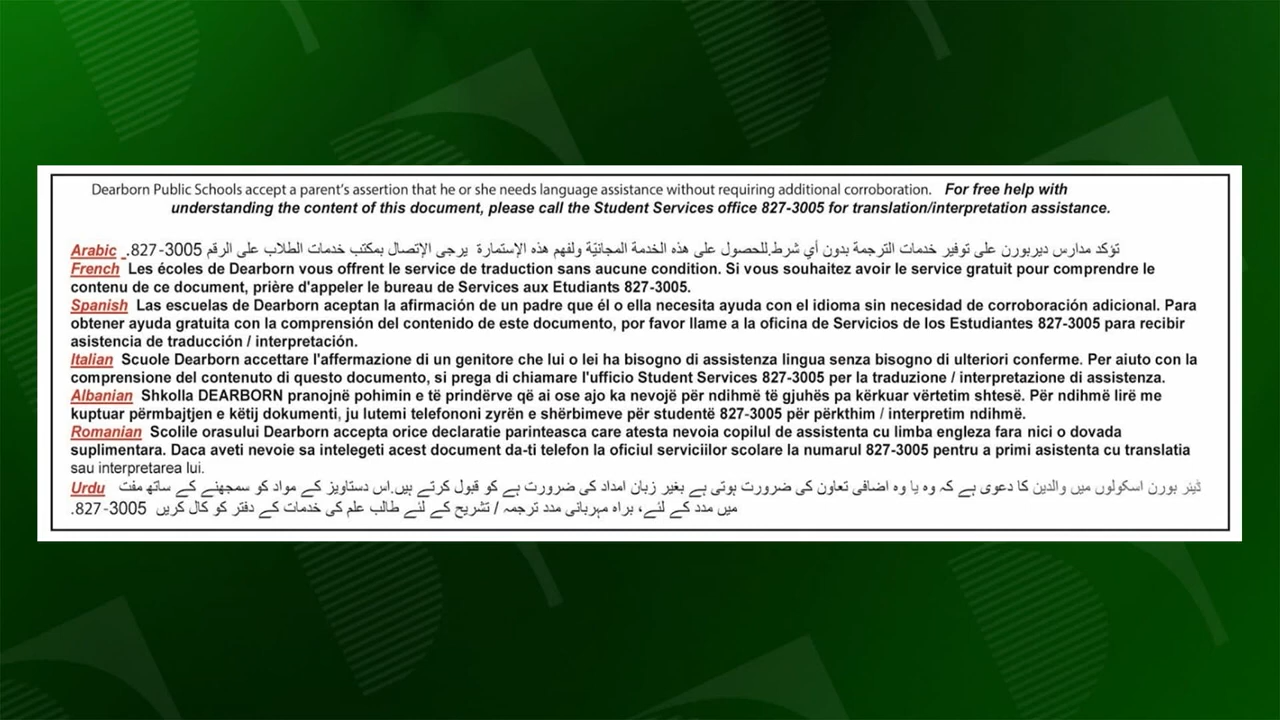 Dearborn Public Schools accept a parent's assertion that he or she needs language assistance without requiring additional corroboration. For free help with
understanding the content of this document, please call the Student Services office 827-3005 for translation/interpretation assistance.
Arabic تؤكد مدارس ديربورن على توفير خدمات الترجمة بدون أي شرط.للحصول على هذه الخدمة المجانيّة ولفهم هذه الإستمارة يرجى الإتصال بمكتب خدمات الطلاب على الرقم 827-3005.
French Les écoles de Dearborn vous offrent le service de traduction sans aucune condition. Si vous souhaitez avoir le service gratuit pour comprendre le
contenu de ce document, prière d'appeler le bureau de Services aux Etudiants 827-3005.
Spanish Las escuelas de Dearborn aceptan la afirmación de un padre que él o ella necesita ayuda con el idioma sin necesidad de corroboración adicional. Para
obtener ayuda gratuita con la comprensión del contenido de este documento, por favor llame a la oficina de Servicios de los Estudiantes 827-3005 para recibir
asistencia de traducción / interpretación.
Italian Scuole Dearborn accettare l'affermazione di un genitore che lui o lei ha bisogno di assistenza lingua senza bisogno di ulteriori conferme. Per aiuto con la
comprensione del contenuto di questo documento, si prega di chiamare l'ufficio Student Services 827-3005 per la traduzione / interpretazione di assistenza.
Albanian Shkolla DEARBORN pranojnë pohimin e të prindërve që ai ose ajo ka nevojë për ndihmë të gjuhës pa kërkuar vërtetim shtesë. Për ndihmë lirë me
kuptuar përmbajtjen e këtij dokumenti, ju lutemi telefononi zyrën e shërbimeve për studentë 827-3005 për përkthim / interpretim ndihmë.
Romanian Scolile orasului Dearborn accepta orice declaratie parinteasca care atesta nevoia copilul de assistenta cu limba engleza fara nici o dovada
suplimentara. Daca aveti nevoie sa intelegeti acest document da-ti telefon la oficiul serviciilor scolare la numarul 827-3005 pentru a primi asistenta cu translatia
sau interpretarea lui.
Urdu ڈیئر بورن اسکولوں میں والدین کا دعوی ہے کہ وہ یا وہ اضافی تعاون کی ضرورت ہوتی ہے بغیر زبان امداد کی ضرورت ہے کو قبول کرتے ہیں.اس دستاویز کے مواد کو سمجھنے کے ساتھ مفت
میں مدد کے لئے، براہ مہربانی مدد ترجمہ / تشریح کے لئے طالب علم کی خدمات کے دفتر کو کال کریں 827-3005.